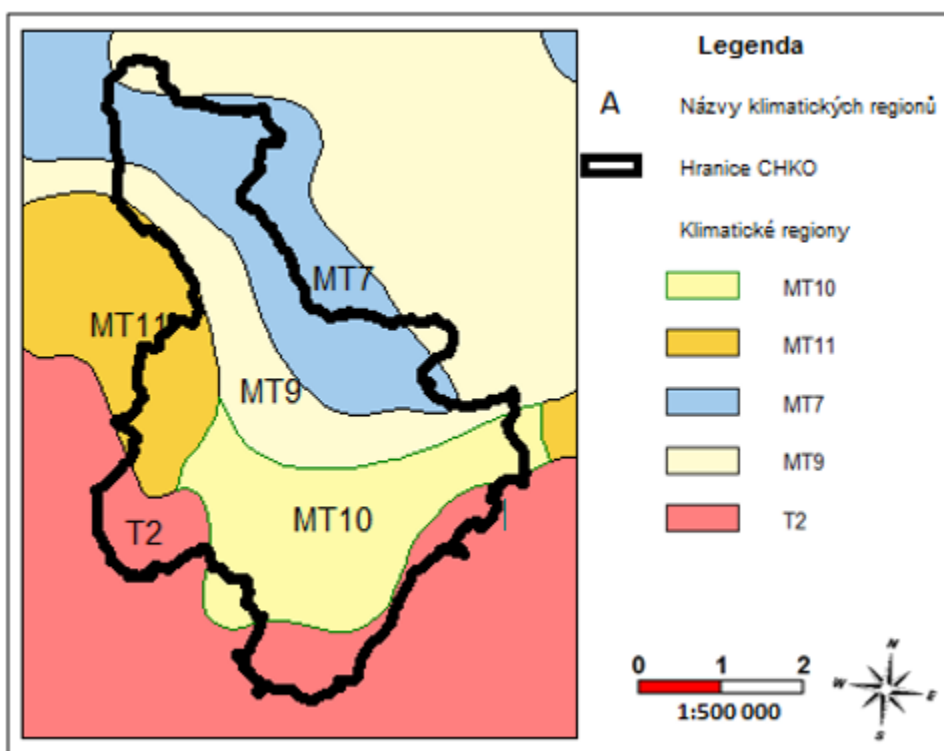 Legenda
A Názvy klimatických regionů
Hranice CHKO
Klimatické regiony
MT10
MT11
MT7
MT9
T2
MT7
MT11
MT9
MT10
T2
0 1 2
1:500 000
N
W E
S